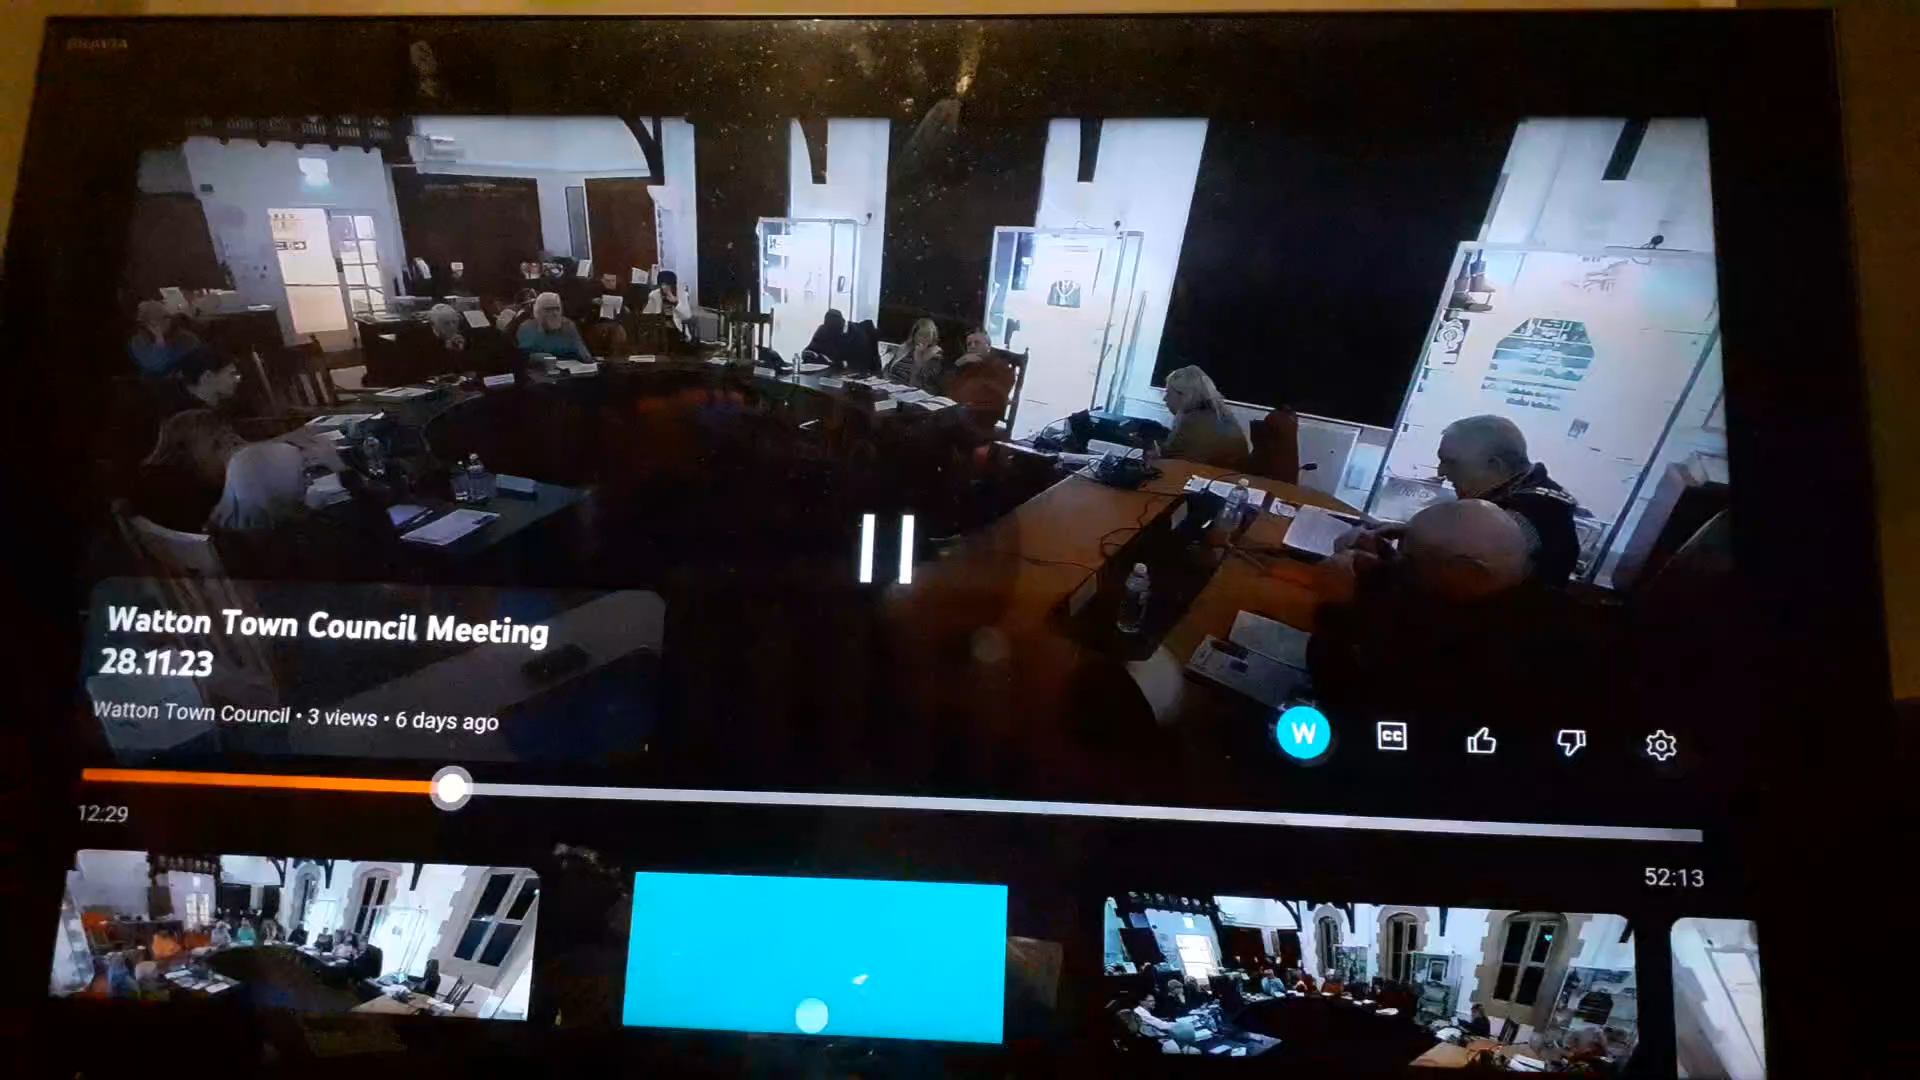 BRAVIA
Watton Town Council Meeting
28.11.23
Watton Town Council • 3 views • 6 days ago
W
CC
12:29
52:13